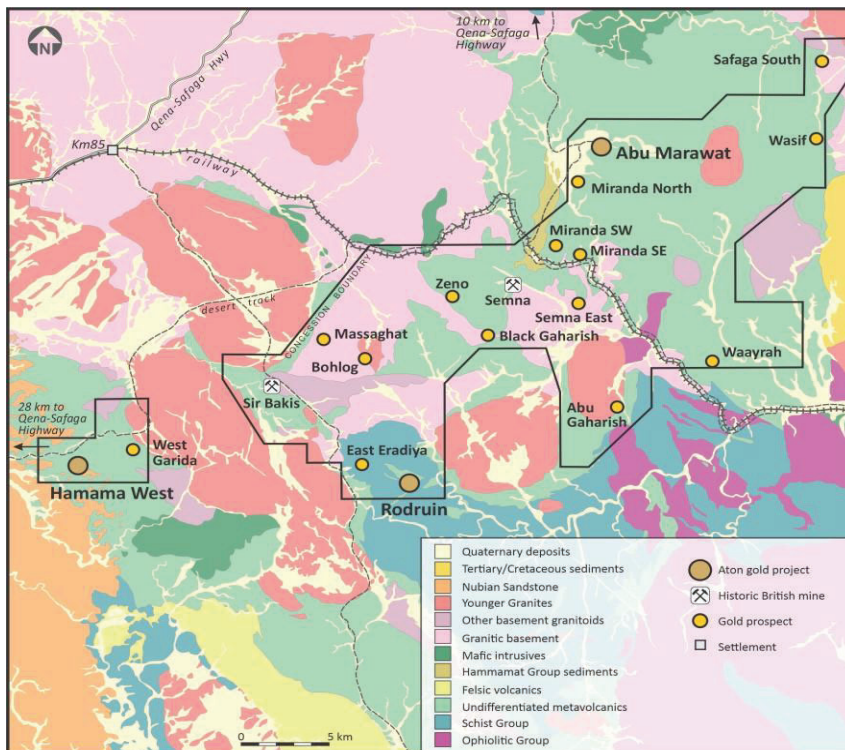 N
10 km to
Qena-Safaga
Highway
Qena-Safaga Hwy
Safaga South
Km85
railway
Abu Marawat
Wasif
Miranda North
Miranda SW
Miranda SE
CONCESSION BOUNDARY
Zeno
Semna
desert track
Semna East
Massaghat
Black Gaharish
Bohlog
Waayrah
Sir Bakis
Abu
Gaharish
28 km to
Qena-Safaga
Highway
West
Garida
East Eradiya
Hamama West
Rodruin
Quaternary deposits
Tertiary/Cretaceous sediments
Nubian Sandstone
Younger Granites
Other basement granitoids
Granitic basement
Mafic intrusives
Hammamat Group sediments
Felsic volcanics
Undifferentiated metavolcanics
Schist Group
Ophiolitic Group
Aton gold project
Historic British mine
Gold prospect
Settlement
0 5 km